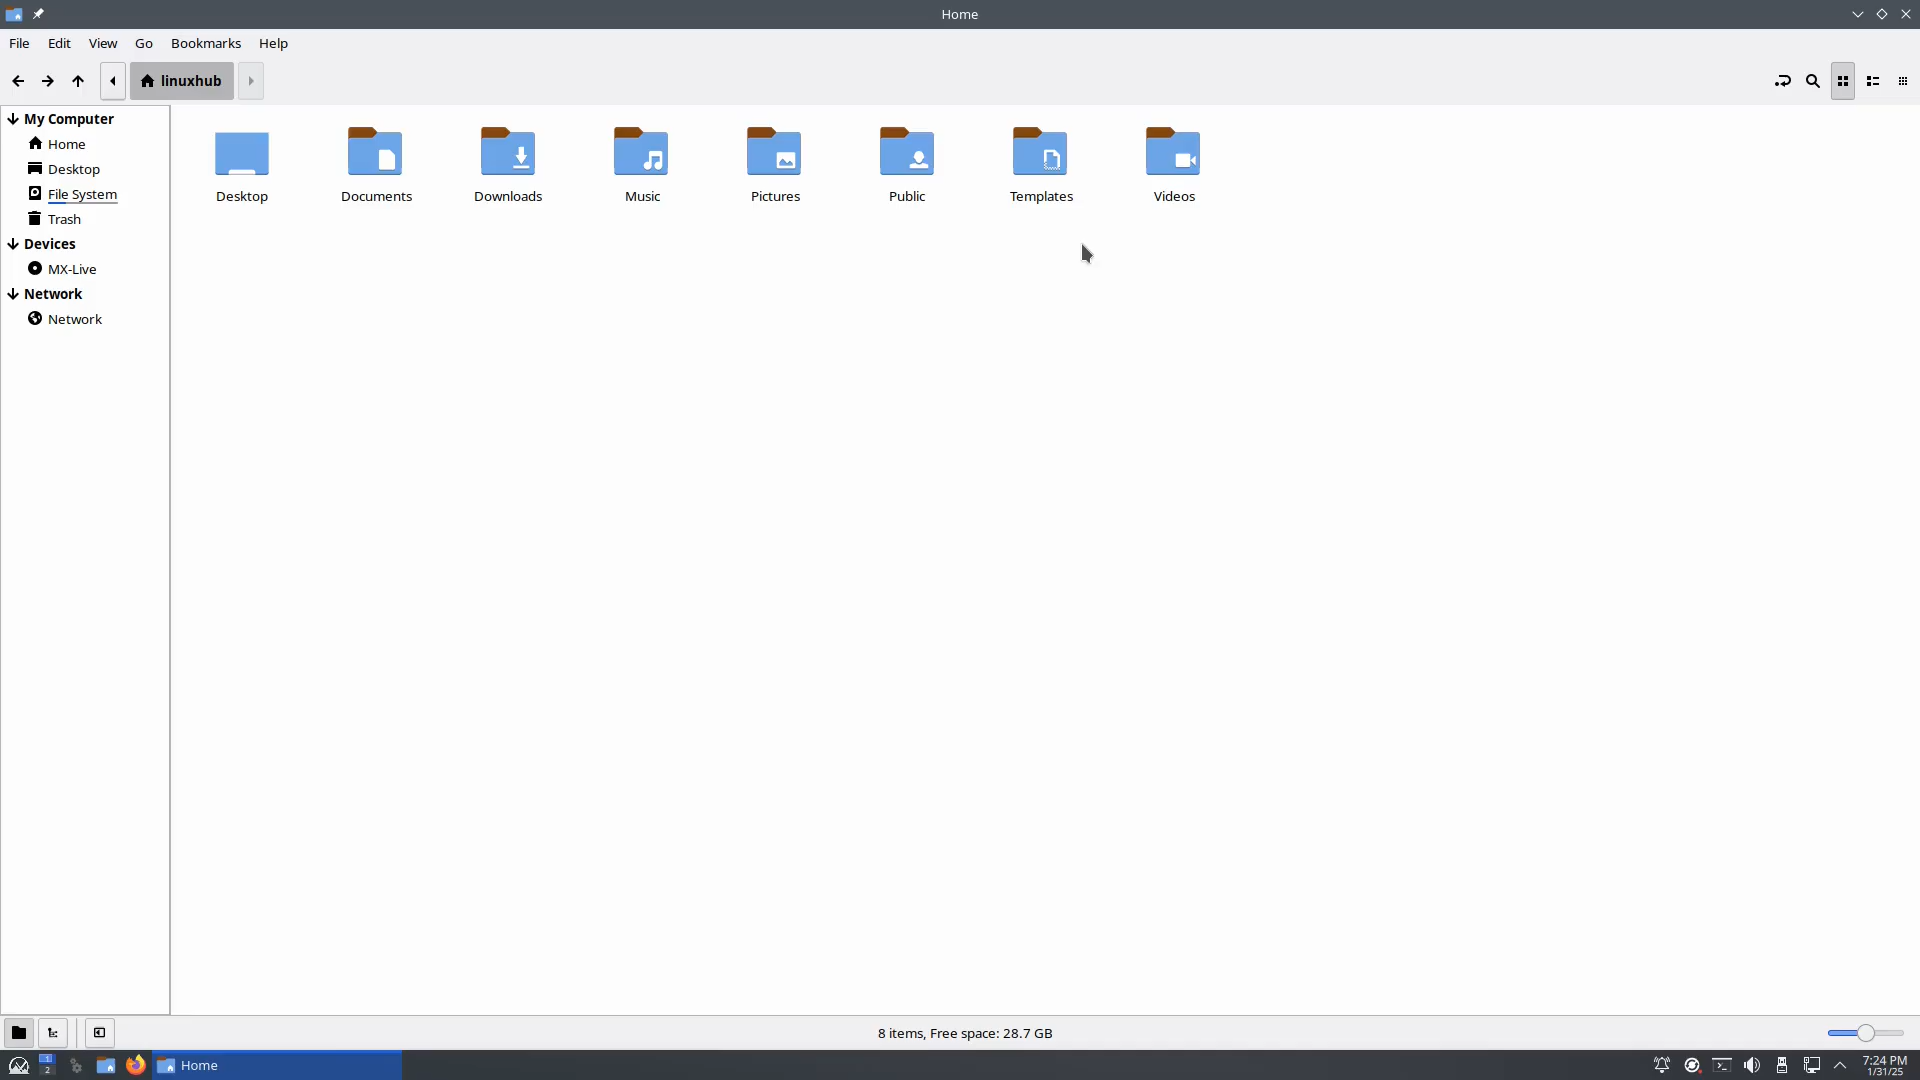 Home
File Edit View Go Bookmarks Help
linuxhub
My Computer
Home
Desktop
File System
Trash
Devices
MX-Live
Network
Network
Desktop Documents Downloads Music Pictures Public Templates Videos
8 items, Free space: 28.7 GB
1
2
Home
7:24 PM
1/31/25